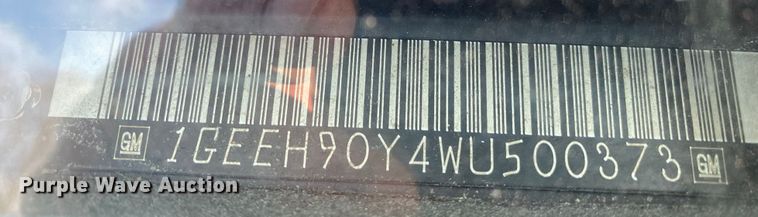 GM 1GEEH90Y4WU500373 GM
Purple Wave Auction